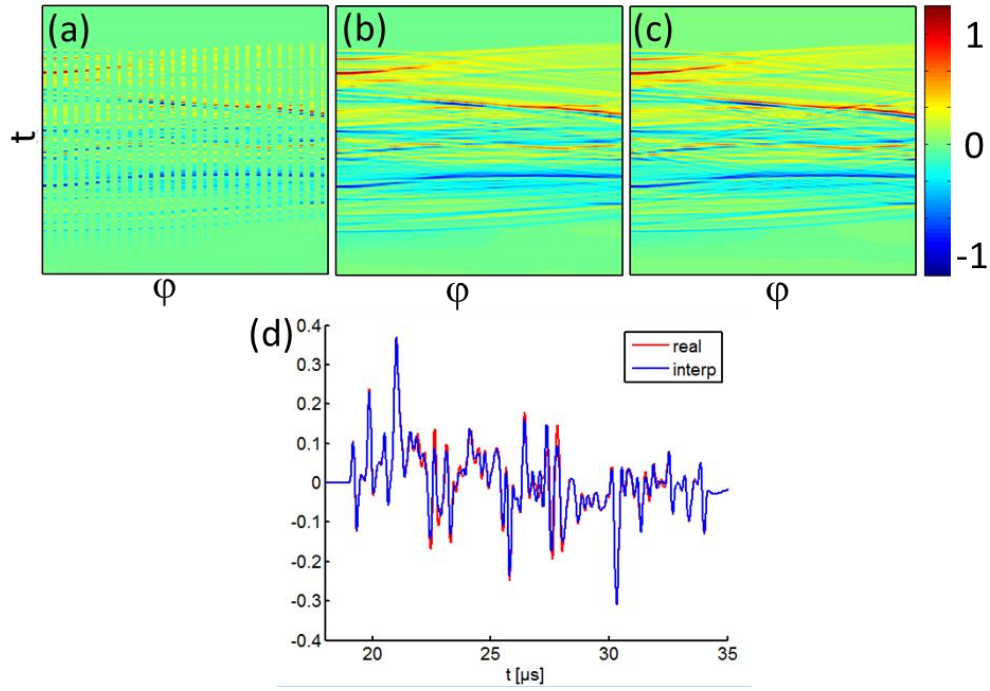 (a)
(b)
(c)
1
0
-1
t
φ
φ
φ
(d)
0.4
0.3
0.2
0.1
0
-0.1
-0.2
-0.3
-0.4
real
interp
20
25
30
35
t [µs]